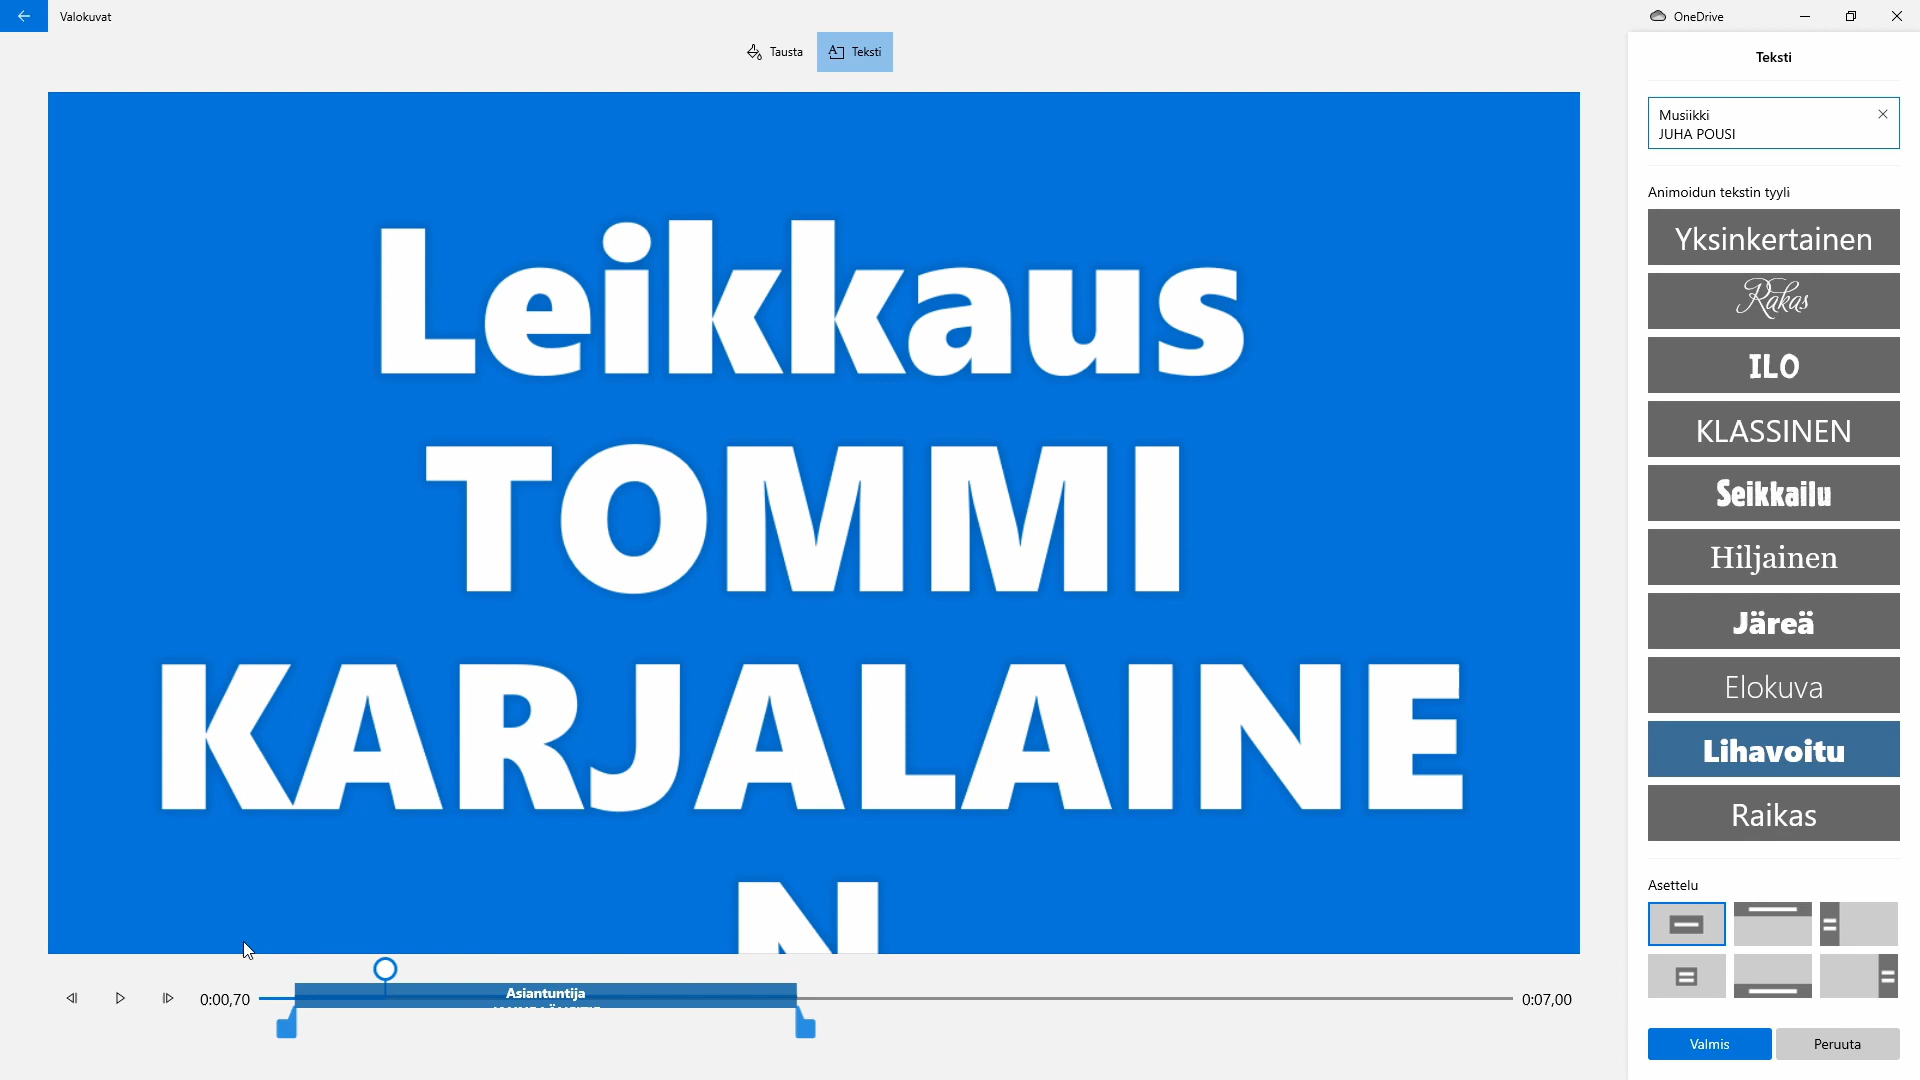 Valokuvat
OneDrive
Tausta
Teksti
Teksti
Musiikki
JUHA POUSI
Animoidun tekstin tyyli
Yksinkertainen
Rakas
ILO
KLASSINEN
Seikkailu
Hiljainen
Järeä
Elokuva
Lihavoitu
Raikas
Asettelu
Valmis
Peruuta
Leikkaus
TOMMI
KARJALAINE
N
0:00,70
Asiantuntija
0:07,00